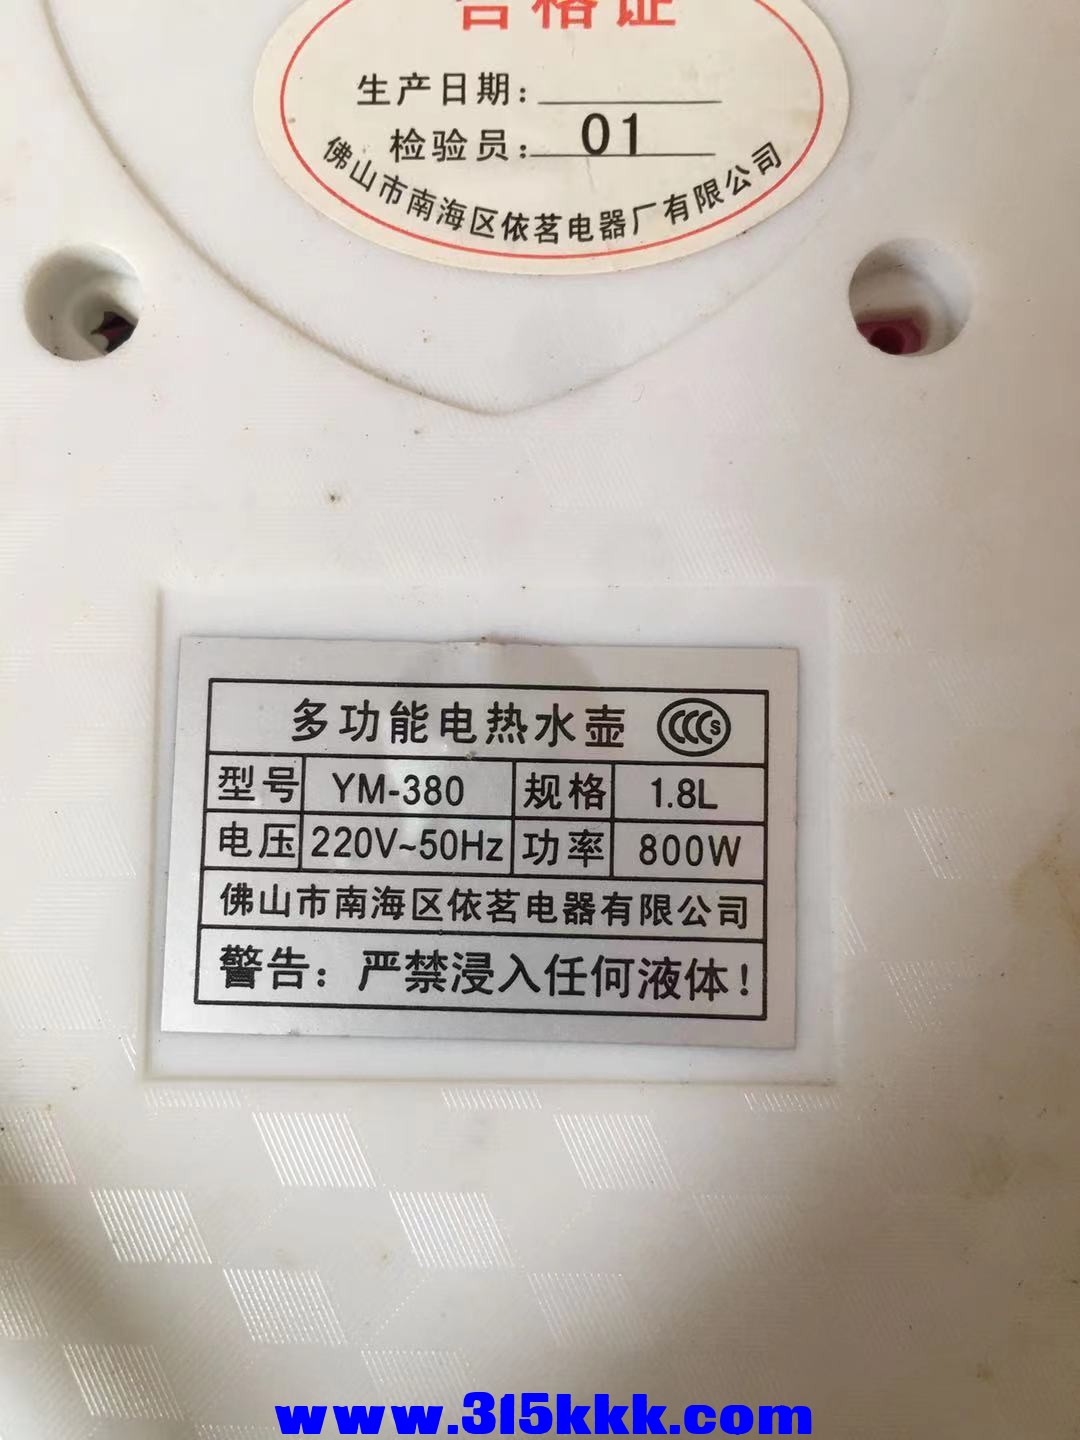 合格证
生产日期：
检验员：01
佛山市南海区依茗电器厂有限公司
多功能电热水壶 CCCS
型号 YM-380 规格 1.8L
电压 220V~50Hz 功率 800W
佛山市南海区依茗电器有限公司
警告：严禁浸入任何液体！
www.315kkk.com